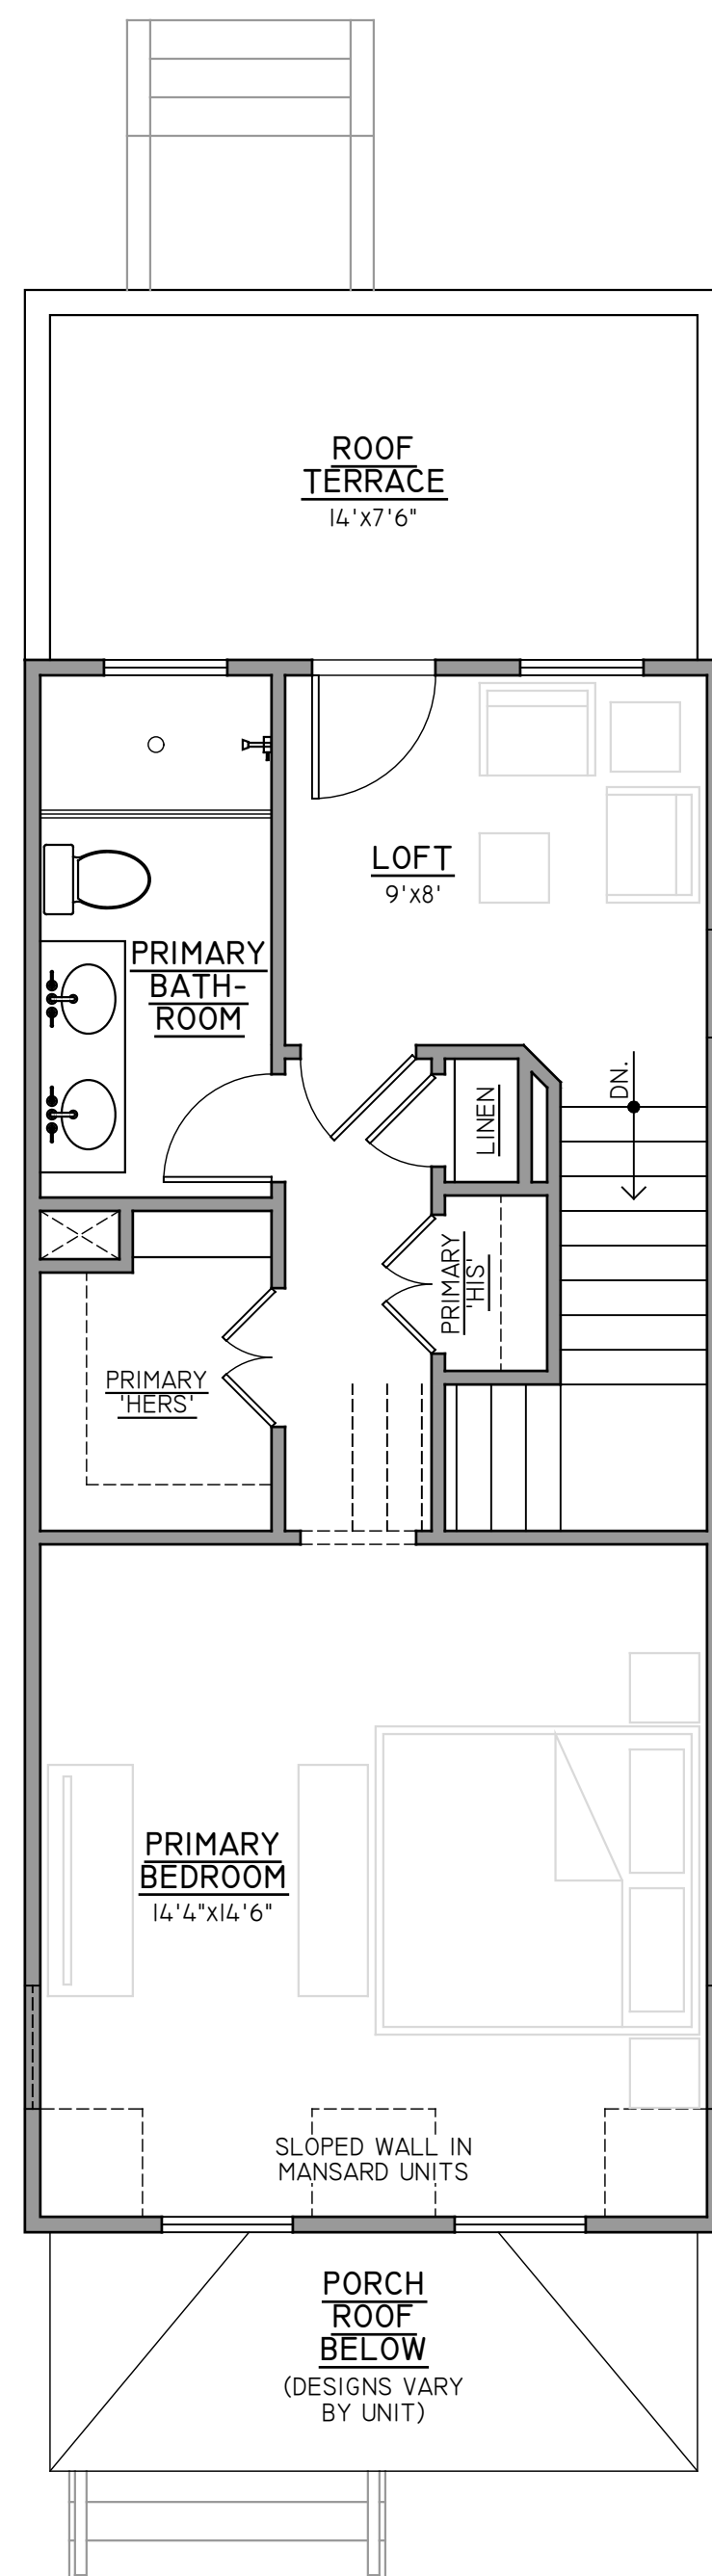 ROOF
TERRACE
14'x7'6"
LOFT
9'x8'
PRIMARY
BATH-
ROOM
LINEN
DN.
PRIMARY
'HIS'
PRIMARY
'HERS'
PRIMARY
BEDROOM
14'4"x14'6"
SLOPED WALL IN
MANSARD UNITS
PORCH
ROOF
BELOW
(DESIGNS VARY
BY UNIT)